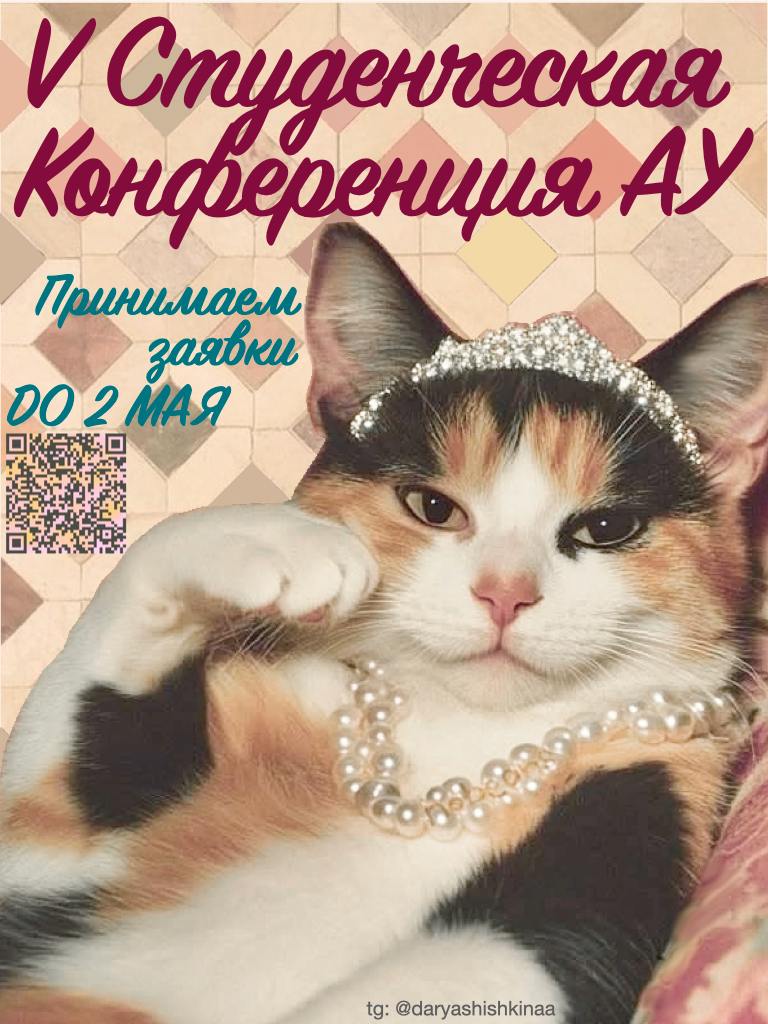 V Студенческая
Конференция АУ
Принимаем
заявки
ДО 2 МАЯ
tg: @daryashishkinaa